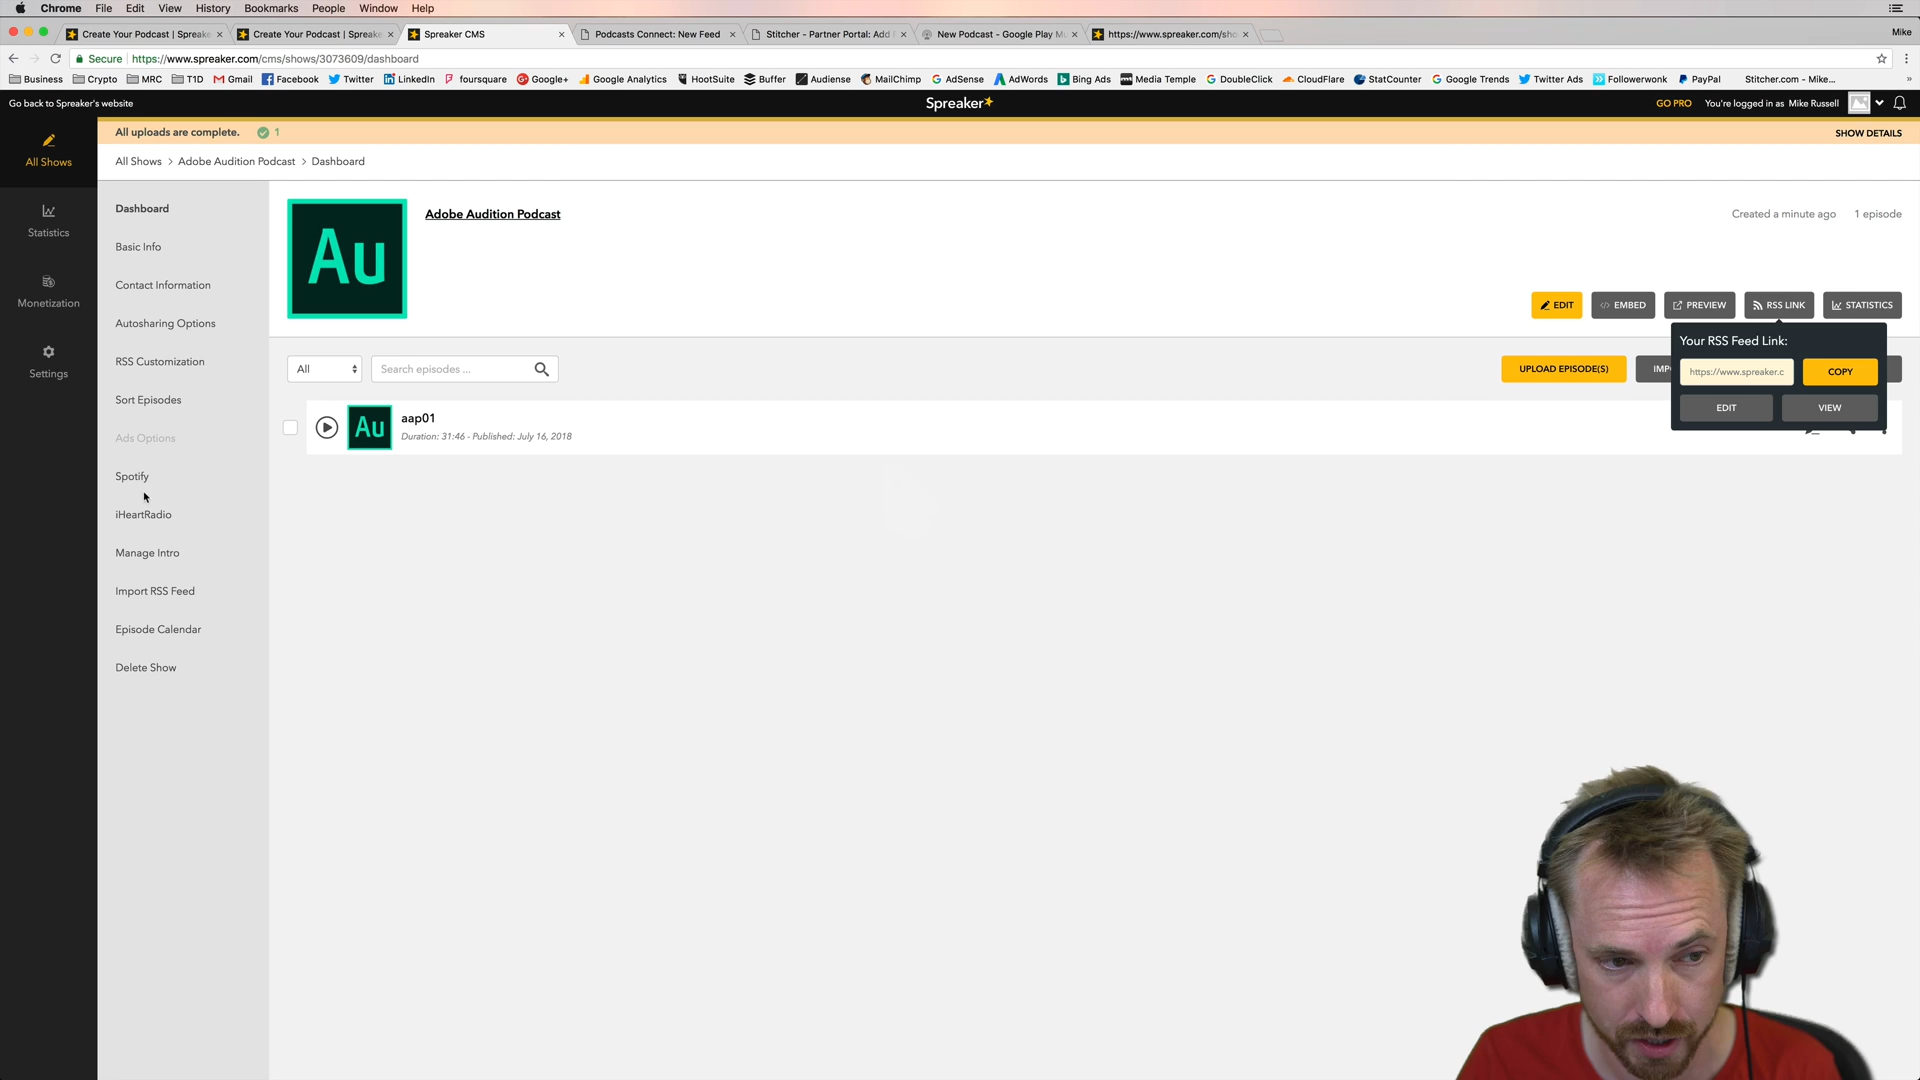 Chrome File Edit View History Bookmarks People Window Help
Create Your Podcast | Spreake
Create Your Podcast | Spreake
Spreaker CMS
Podcasts Connect: New Feed
Stitcher - Partner Portal: Add
New Podcast - Google Play M
https://www.spreaker.com/sho
Mike
Secure https://www.spreaker.com/cms/shows/3073609/dashboard
Business Crypto MRC T1D Gmail Facebook Twitter LinkedIn foursquare Google+ Google Analytics HootSuite Buffer Audiense MailChimp AdSense AdWords Bing Ads Media Temple DoubleClick CloudFlare StatCounter Google Trends Twitter Ads Followerwonk PayPal Stitcher.com - Mike... »
Go back to Spreaker's website
Spreaker
GO PRO You're logged in as Mike Russell
All uploads are complete. 1
SHOW DETAILS
All Shows
Statistics
Monetization
Settings
All Shows > Adobe Audition Podcast > Dashboard
Dashboard
Basic Info
Contact Information
Autosharing Options
RSS Customization
Sort Episodes
Ads Options
Spotify
iHeartRadio
Manage Intro
Import RSS Feed
Episode Calendar
Delete Show
Au
Adobe Audition Podcast
Created a minute ago 1 episode
EDIT EMBED PREVIEW RSS LINK STATISTICS
Your RSS Feed Link:
https://www.spreaker.c COPY
EDIT VIEW
All Search episodes ...
UPLOAD EPISODE(S)
Au
aap01
Duration: 31:46 - Published: July 16, 2018